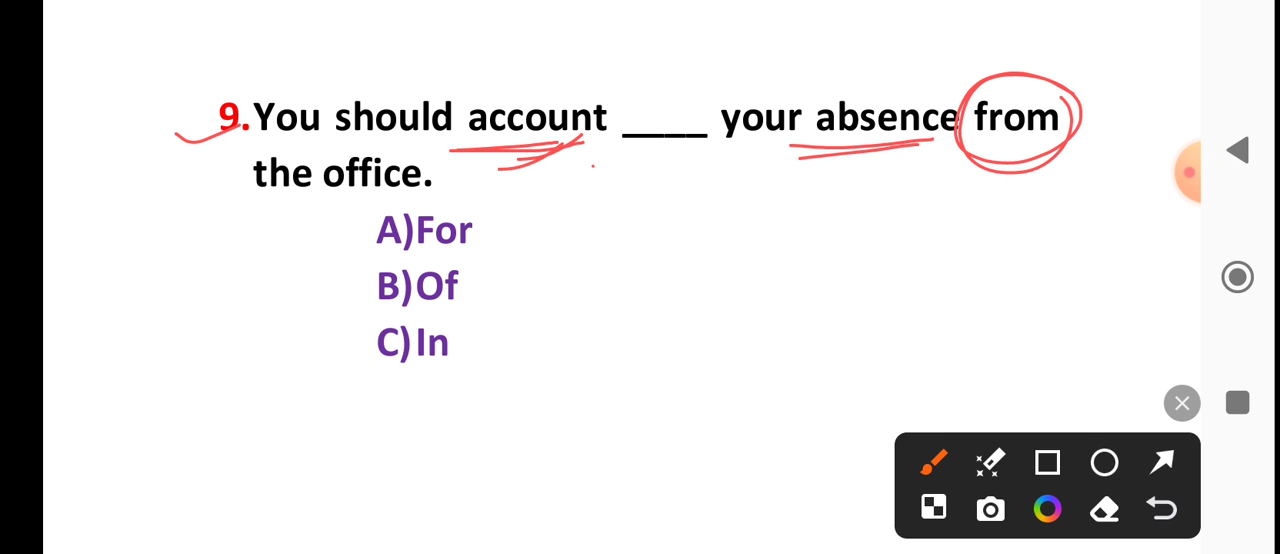 9.You should account ____ your absence from
the office.
A)For
B)Of
C)In